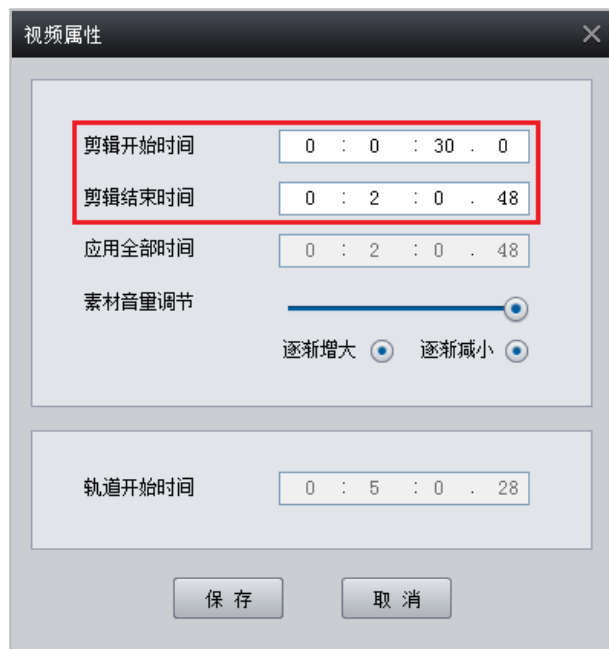 视频属性
剪辑开始时间 0 : 0 : 30 . 0
剪辑结束时间 0 : 2 : 0 . 48
应用全部时间 0 : 2 : 0 . 48
素材音量调节
逐渐增大 逐渐减小
轨道开始时间 0 : 5 : 0 . 28
保存 取消